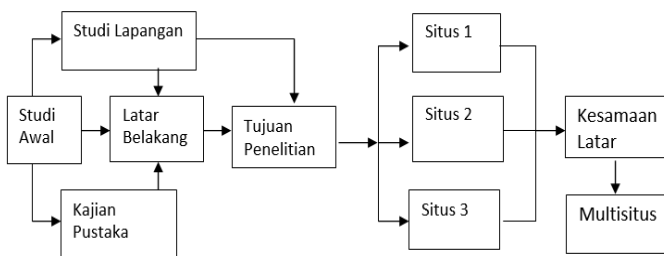 Studi Lapangan
Studi
Awal
Latar
Belakang
Kajian
Pustaka
Tujuan
Penelitian
Situs 1
Situs 2
Situs 3
Kesamaan
Latar
Multisitus